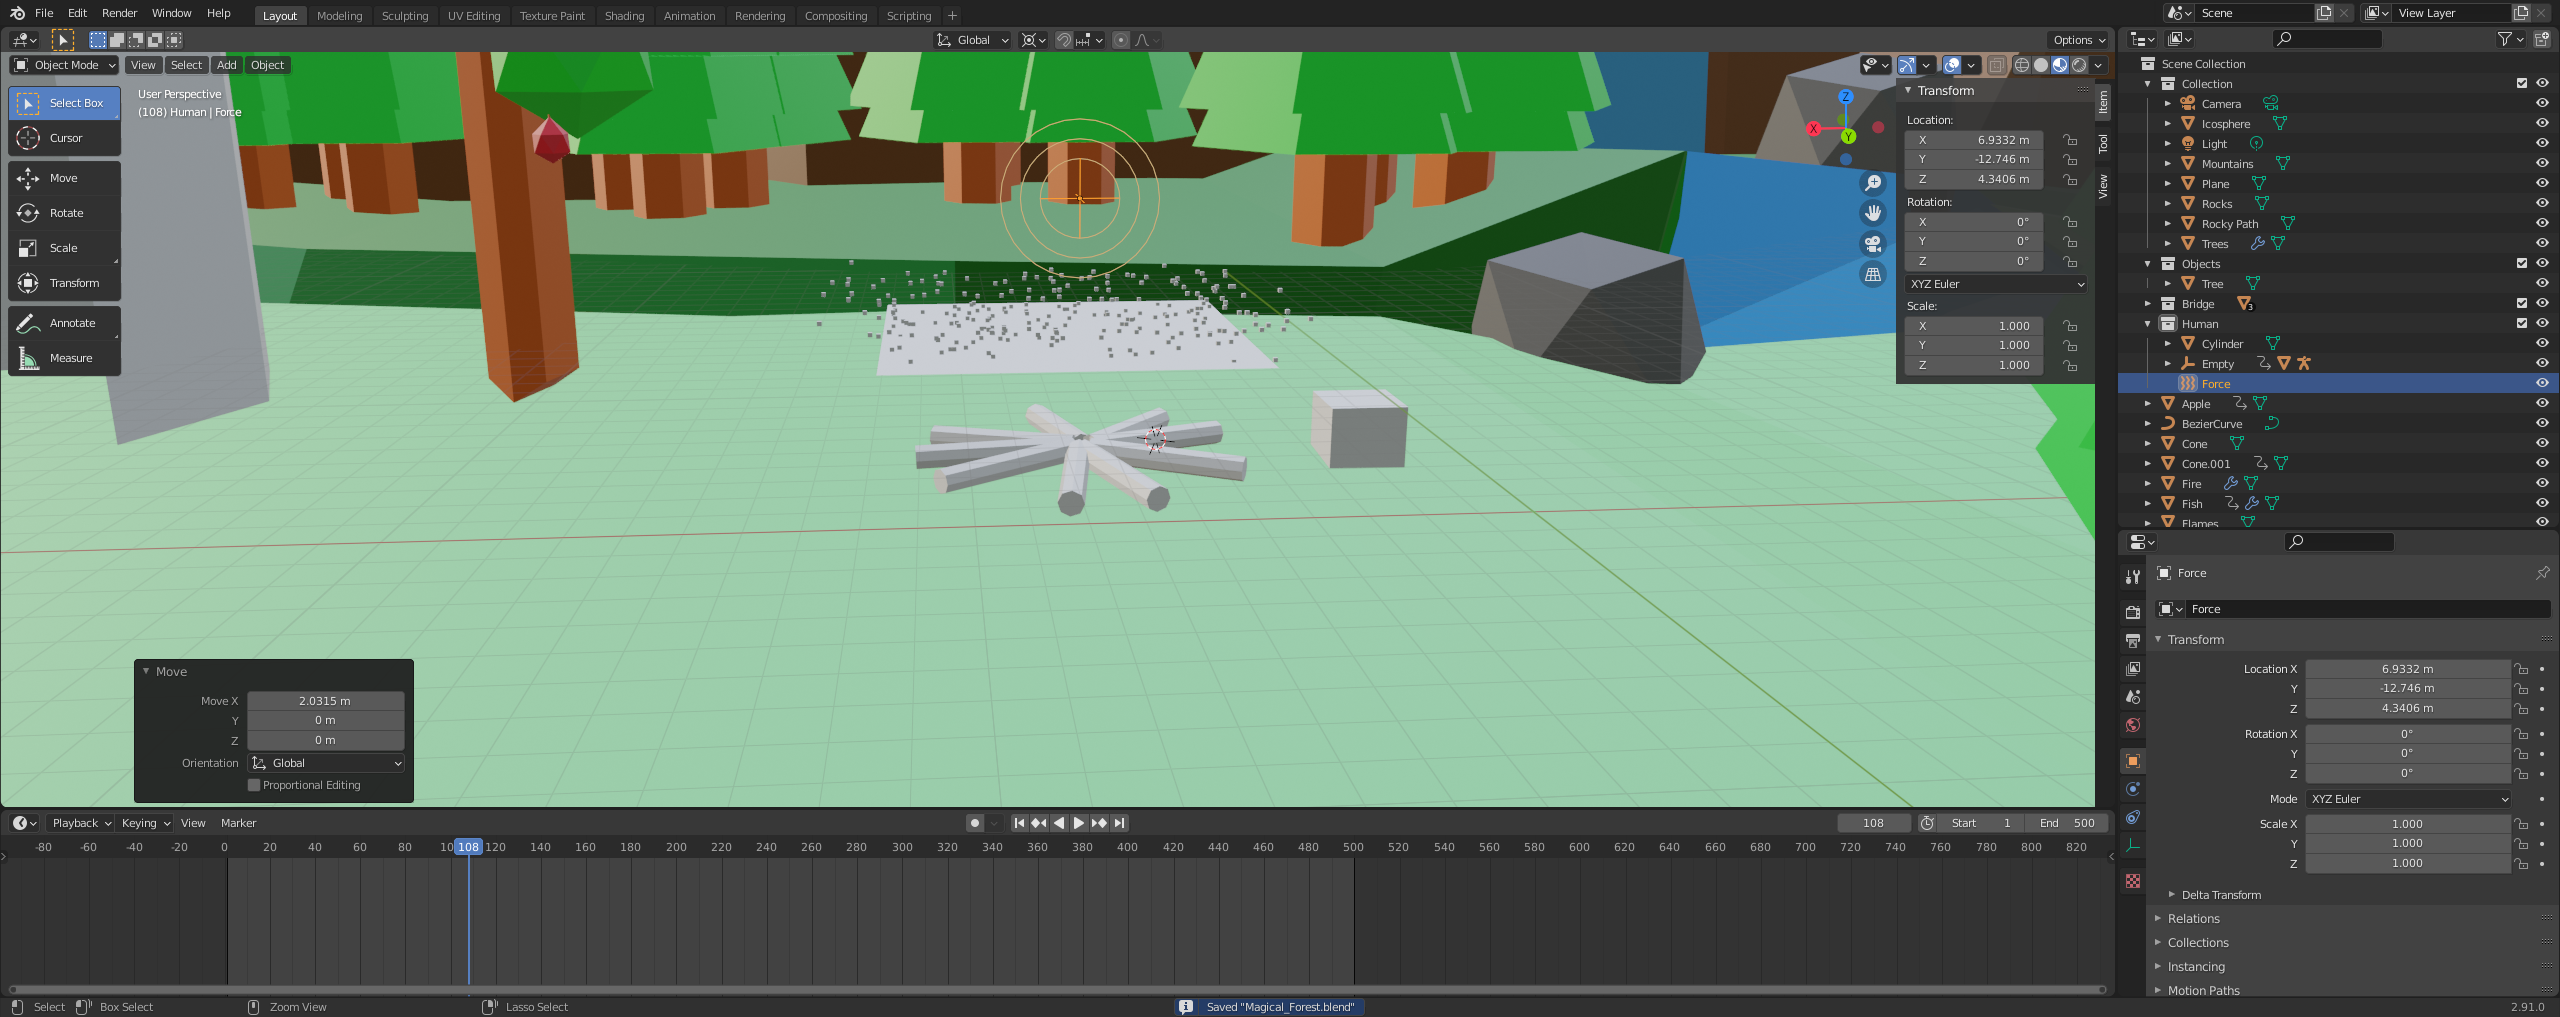 File Edit Render Window Help Layout Modeling Sculpting UV Editing Texture Paint Shading Animation Rendering Compositing Scripting + Scene View Layer
Global Options
Object Mode View Select Add Object
User Perspective
(108) Human | Force
Select Box
Cursor
Move
Rotate
Scale
Transform
Annotate
Measure
Z
X
Y
Transform
Location:
X 6.9332 m
Y -12.746 m
Z 4.3406 m
Rotation:
X 0°
Y 0°
Z 0°
XYZ Euler
Scale:
X 1.000
Y 1.000
Z 1.000
Item
Tool
View
Move
Move X 2.0315 m
Y 0 m
Z 0 m
Orientation Global
Proportional Editing
Scene Collection
Collection
Camera
Icosphere
Light
Mountains
Plane
Rocks
Rocky Path
Trees
Objects
Tree
Bridge 3
Human
Cylinder
Empty
Force
Apple
BezierCurve
Cone
Cone.001
Fire
Fish
Flames
Force
Force
Transform
Location X 6.9332 m
Y -12.746 m
Z 4.3406 m
Rotation X 0°
Y 0°
Z 0°
Mode XYZ Euler
Scale X 1.000
Y 1.000
Z 1.000
Delta Transform
Relations
Collections
Instancing
Motion Paths
Playback Keying View Marker 108 Start 1 End 500
-80 -60 -40 -20 0 20 40 60 80 10 108 120 140 160 180 200 220 240 260 280 300 320 340 360 380 400 420 440 460 480 500 520 540 560 580 600 620 640 660 680 700 720 740 760 780 800 820
Select Box Select Zoom View Lasso Select Saved "Magical_Forest.blend" 2.91.0